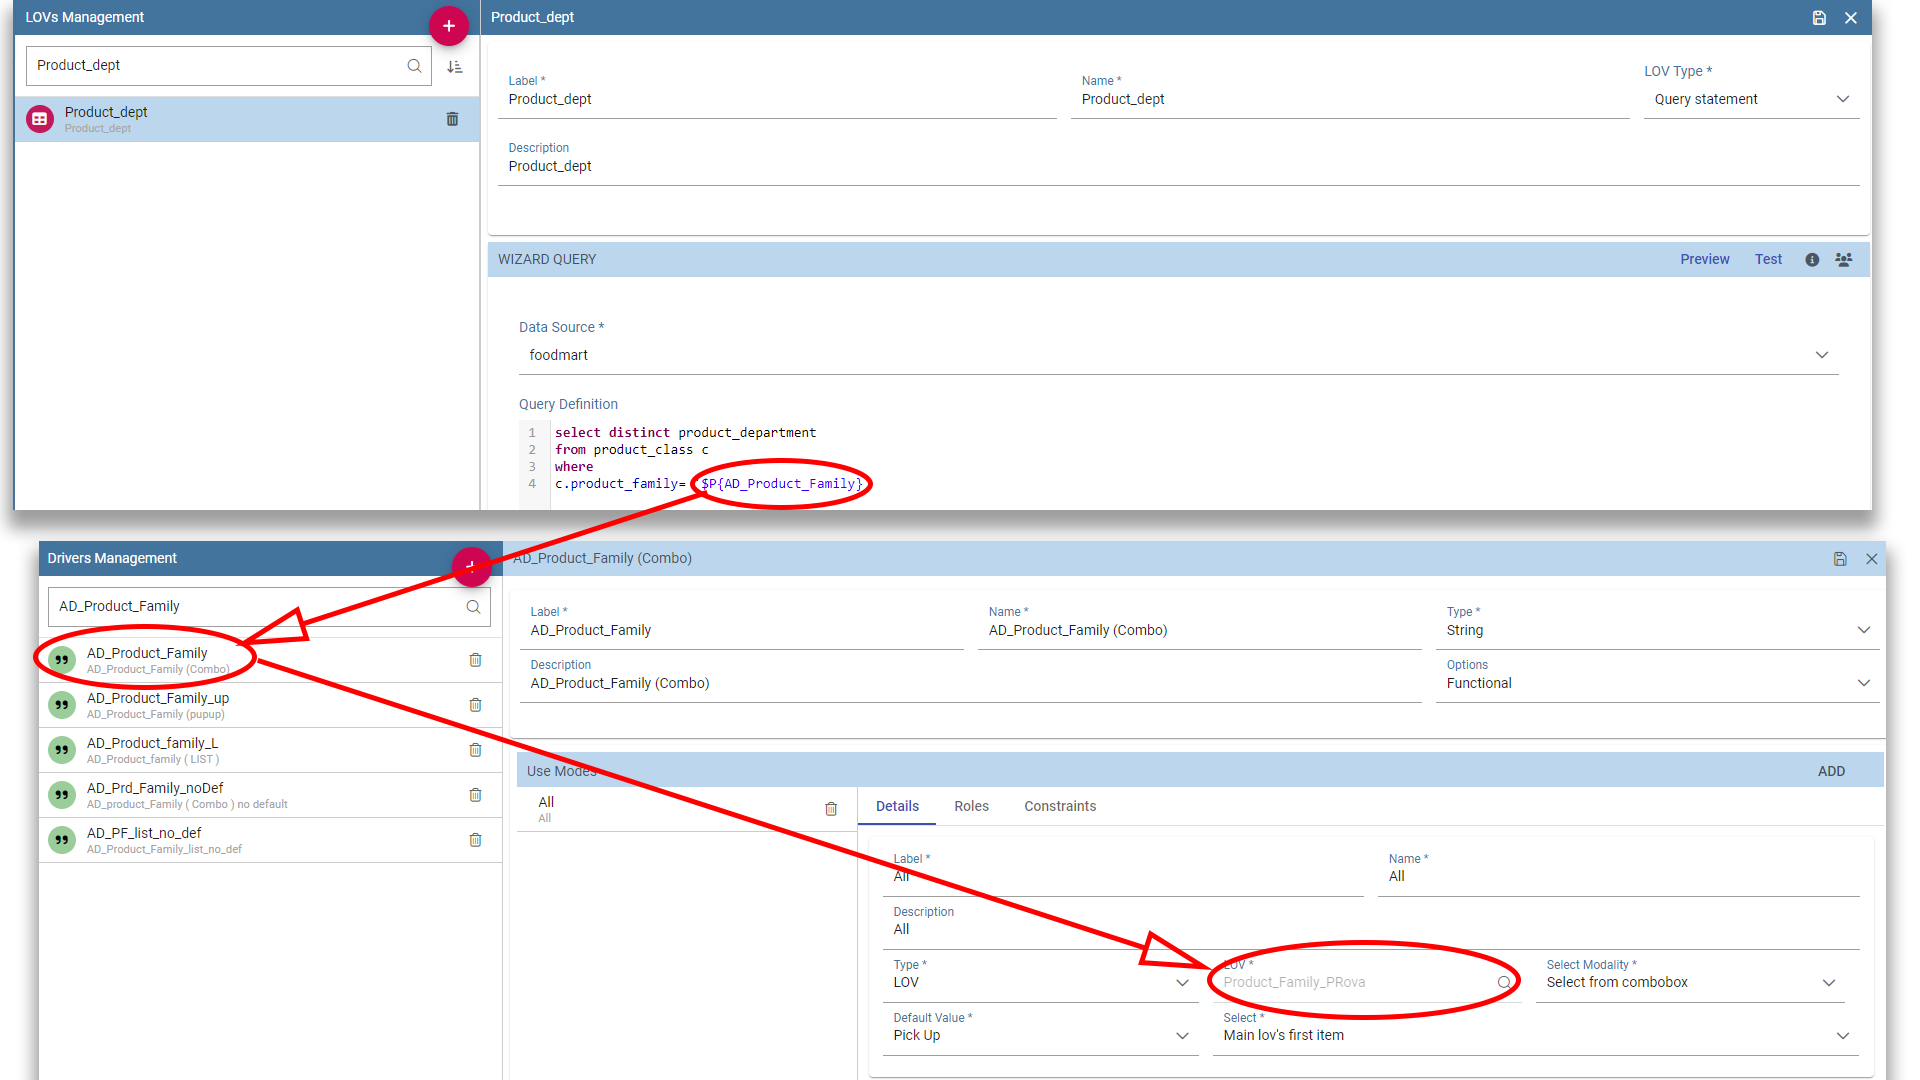 LOVs Management
Product_dept
Product_dept
Product_dept
Product_dept
Label *
Product_dept
Name *
Product_dept
LOV Type *
Query statement
Description
Product_dept
WIZARD QUERY
Preview
Test
Data Source *
foodmart
Query Definition
1 select distinct product_department
2 from product_class c
3 where
4 c.product_family= '$P{AD_Product_Family}
Drivers Management
AD_Product_Family (Combo)
AD_Product_Family
AD_Product_Family
AD_Product_Family (Combo)
AD_Product_Family_up
AD_Product_Family (pupup)
AD_Product_family_L
AD_Product_family ( LIST )
AD_Prd_Family_noDef
AD_product_Family ( Combo ) no default
AD_PF_list_no_def
AD_Product_Family_list_no_def
Label *
AD_Product_Family
Name *
AD_Product_Family (Combo)
Type *
String
Description
AD_Product_Family (Combo)
Options
Functional
Use Modes
ADD
All
All
Details
Roles
Constraints
Label *
All
Name *
All
Description
All
Type *
LOV
LOV *
Product_Family_PRova
Select Modality *
Select from combobox
Default Value *
Pick Up
Select *
Main lov's first item